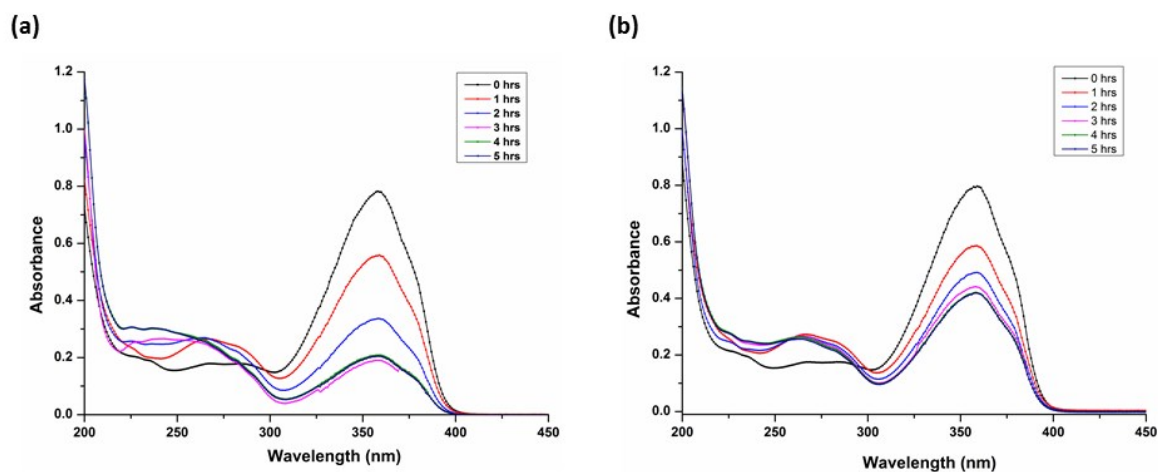 (a)
(b)
1.2
1.0
0.8
0.6
0.4
0.2
0.0
Absorbance
200 250 300 350 400 450
Wavelength (nm)
0 hrs
1 hrs
2 hrs
3 hrs
4 hrs
5 hrs
1.2
1.0
0.8
0.6
0.4
0.2
0.0
Absorbance
200 250 300 350 400 450
Wavelength (nm)
0 hrs
1 hrs
2 hrs
3 hrs
4 hrs
5 hrs